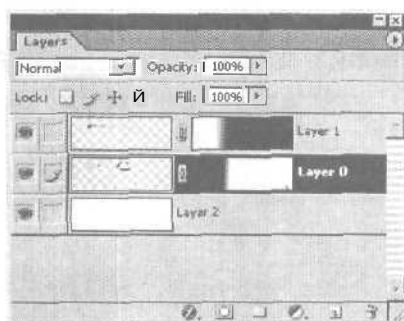 Layers
Normal Opacity: 100%
Lock: й Fill: 100%
Layer 1
Layer 0
Layer 2